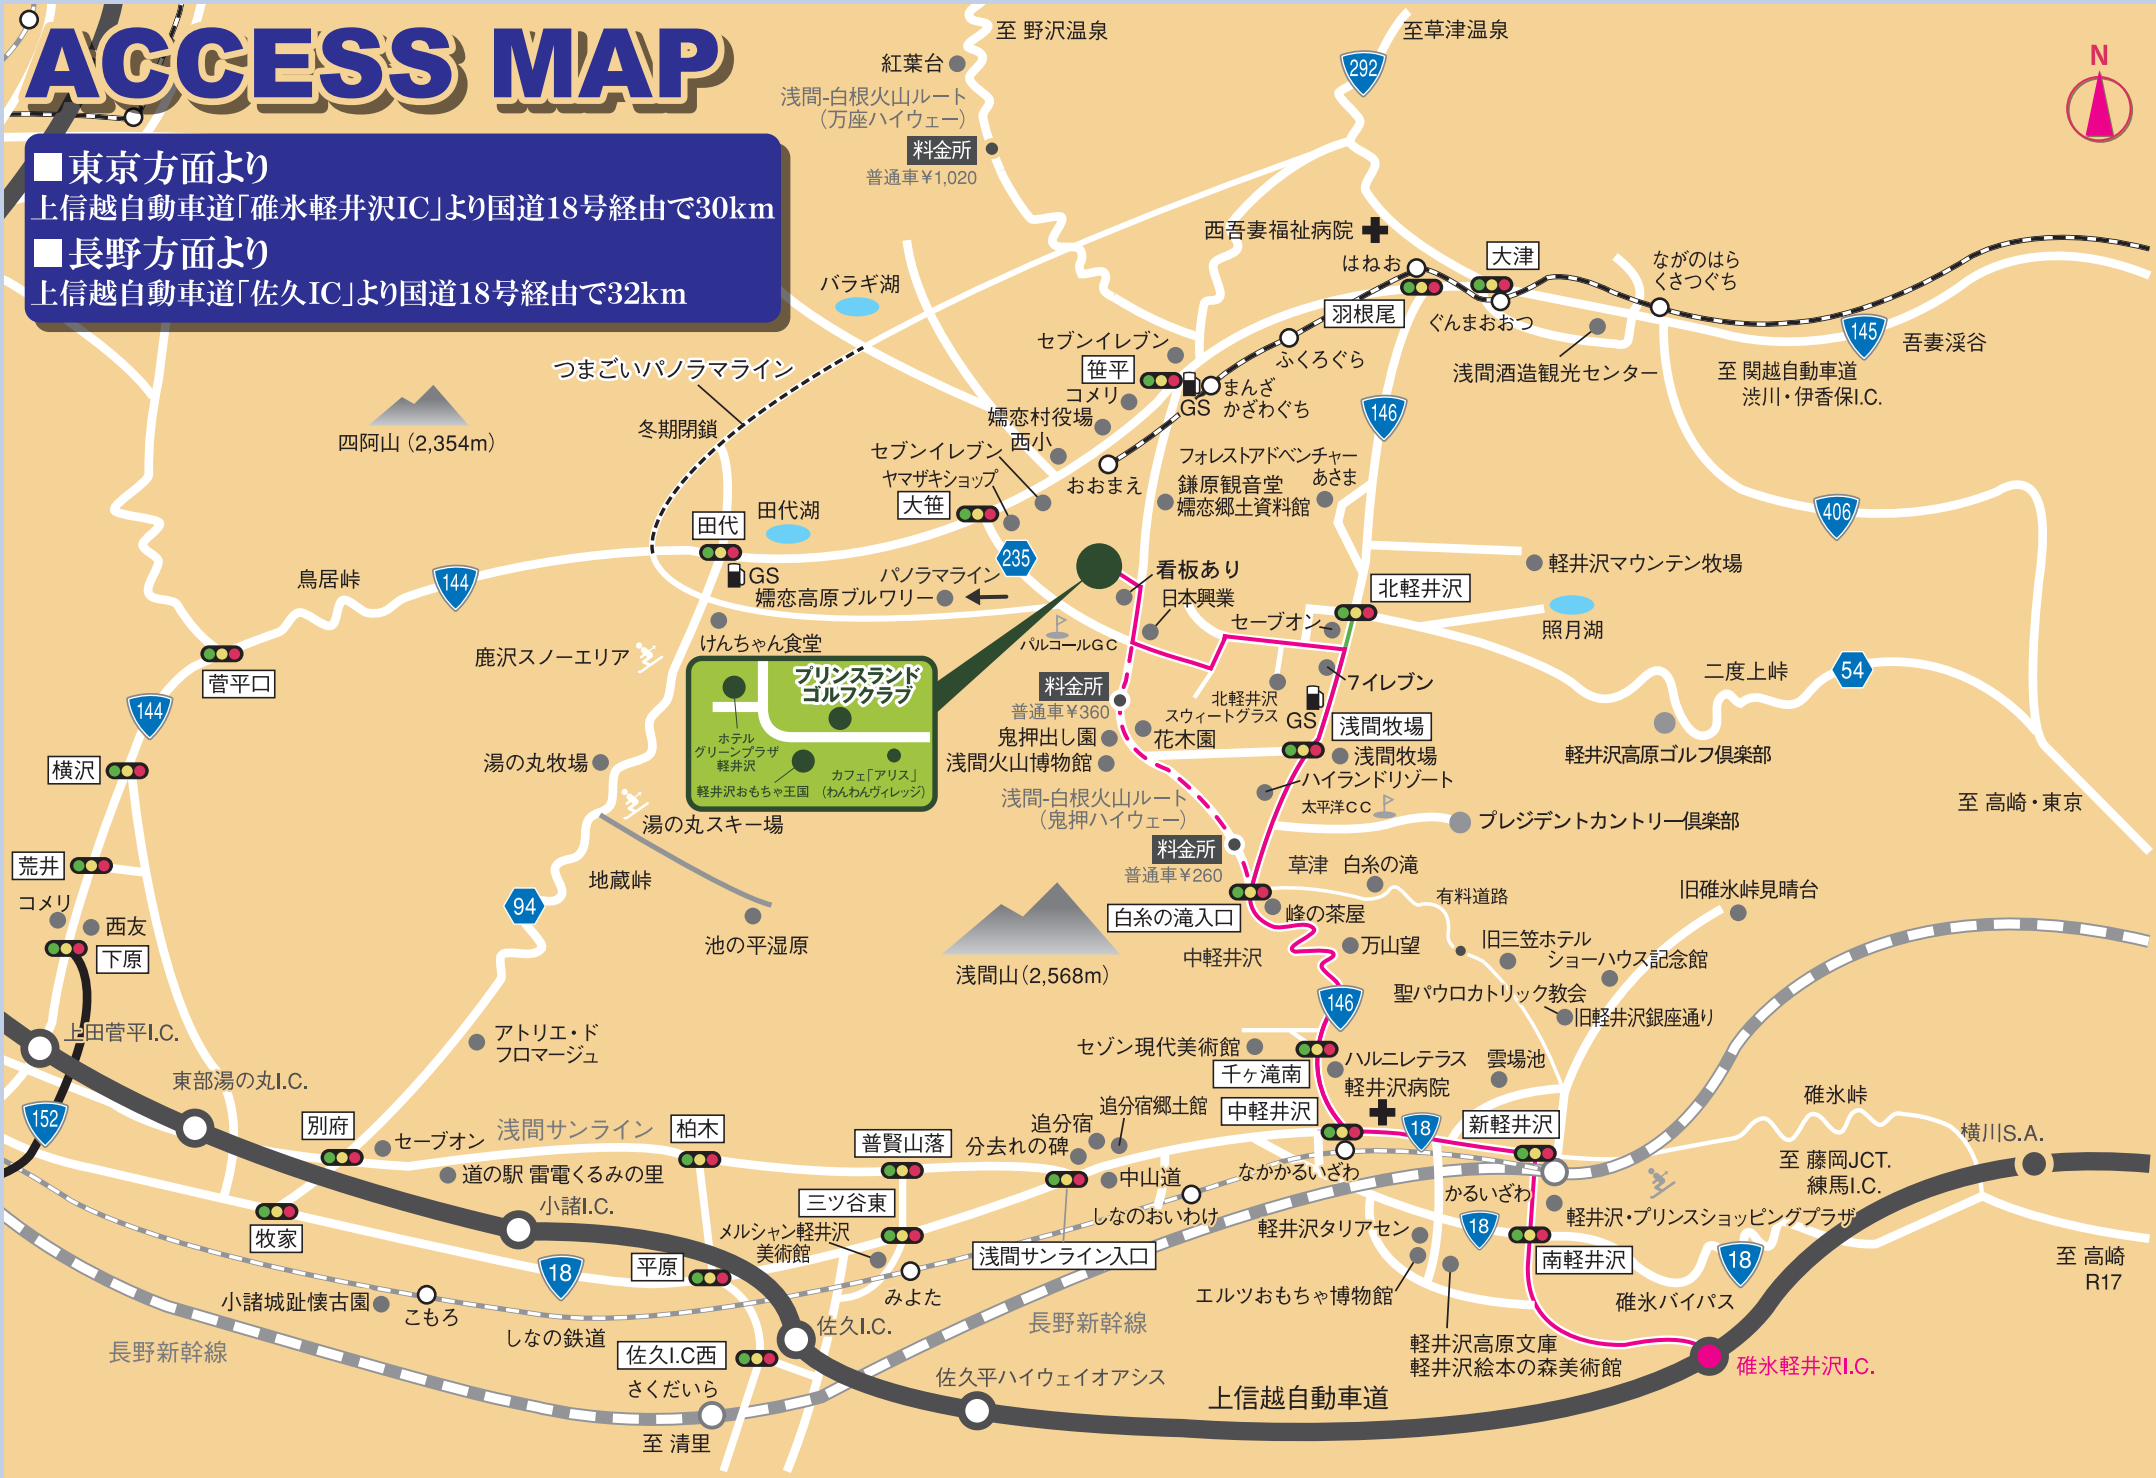 ACCESS MAP
■東京方面より
上信越自動車道「碓氷軽井沢IC」より国道18号経由で30km
■長野方面より
上信越自動車道「佐久IC」より国道18号経由で32km
至 野沢温泉
至草津温泉
292
N
紅葉台
浅間-白根火山ルート
(万座ハイウェー)
料金所
普通車¥1,020
西吾妻福祉病院
はねお
大津
ながのはら
くさつぐち
バラギ湖
羽根尾
ぐんまおおつ
145
吾妻渓谷
セブンイレブン
笹平
コメリ
GS
まんざ
かざわぐち
ふくろぐら
浅間酒造観光センター
至 関越自動車道
渋川・伊香保I.C.
つまごいパノラマライン
冬期閉鎖
四阿山(2,354m)
嬬恋村役場
西小
146
セブンイレブン
ヤマザキショップ
おおまえ
フォレストアドベンチャー
あさま
鎌原観音堂
嬬恋郷土資料館
大笹
田代
田代湖
406
235
鳥居峠
144
GS
パノラマライン
嬬恋高原ブルワリー
看板あり
日本興業
北軽井沢
軽井沢マウンテン牧場
セーブオン
照月湖
けんちゃん食堂
パルコールGC
鹿沢スノーエリア
菅平口
プリンスランド
ゴルフクラブ
ホテル
グリーンプラザ
軽井沢
カフェ「アリス」
(わんわんヴィレッジ)
軽井沢おもちゃ王国
料金所
普通車¥360
鬼押出し園
浅間火山博物館
花木園
北軽井沢
スウィートグラス
7イレブン
GS
浅間牧場
浅間牧場
二度上峠
54
軽井沢高原ゴルフ倶楽部
144
横沢
湯の丸牧場
ハイランドリゾート
太平洋CC
浅間-白根火山ルート
(鬼押ハイウェー)
プレジデントカントリー倶楽部
至 高崎・東京
湯の丸スキー場
料金所
普通車¥260
荒井
地蔵峠
草津
白糸の滝
有料道路
旧碓氷峠見晴台
コメリ
西友
94
白糸の滝入口
峰の茶屋
下原
池の平湿原
中軽井沢
万山望
旧三笠ホテル
ショーハウス記念館
浅間山(2,568m)
146
聖パウロカトリック教会
旧軽井沢銀座通り
上田菅平I.C.
アトリエ・ド
フロマージュ
セゾン現代美術館
千ヶ滝南
ハルニレテラス
軽井沢病院
雲場池
東部湯の丸I.C.
152
別府
セーブオン
浅間サンライン
柏木
普賢山落
追分宿
追分宿郷土館
分去れの碑
中軽井沢
18
新軽井沢
碓氷峠
横川S.A.
道の駅 雷電くるみの里
中山道
なかかるいざわ
至 藤岡JCT.
練馬I.C.
小諸I.C.
三ツ谷東
しなのおいわけ
かるいざわ
牧家
メルシャン軽井沢
美術館
浅間サンライン入口
軽井沢タリアセン
18
軽井沢・プリンスショッピングプラザ
南軽井沢
18
至 高崎
R17
平原
18
みよた
エルツおもちゃ博物館
碓氷バイパス
小諸城趾懐古園
こもろ
しなの鉄道
佐久I.C.
長野新幹線
長野新幹線
佐久I.C西
さくだいら
佐久平ハイウェイオアシス
軽井沢高原文庫
軽井沢絵本の森美術館
碓氷軽井沢I.C.
上信越自動車道
至 清里